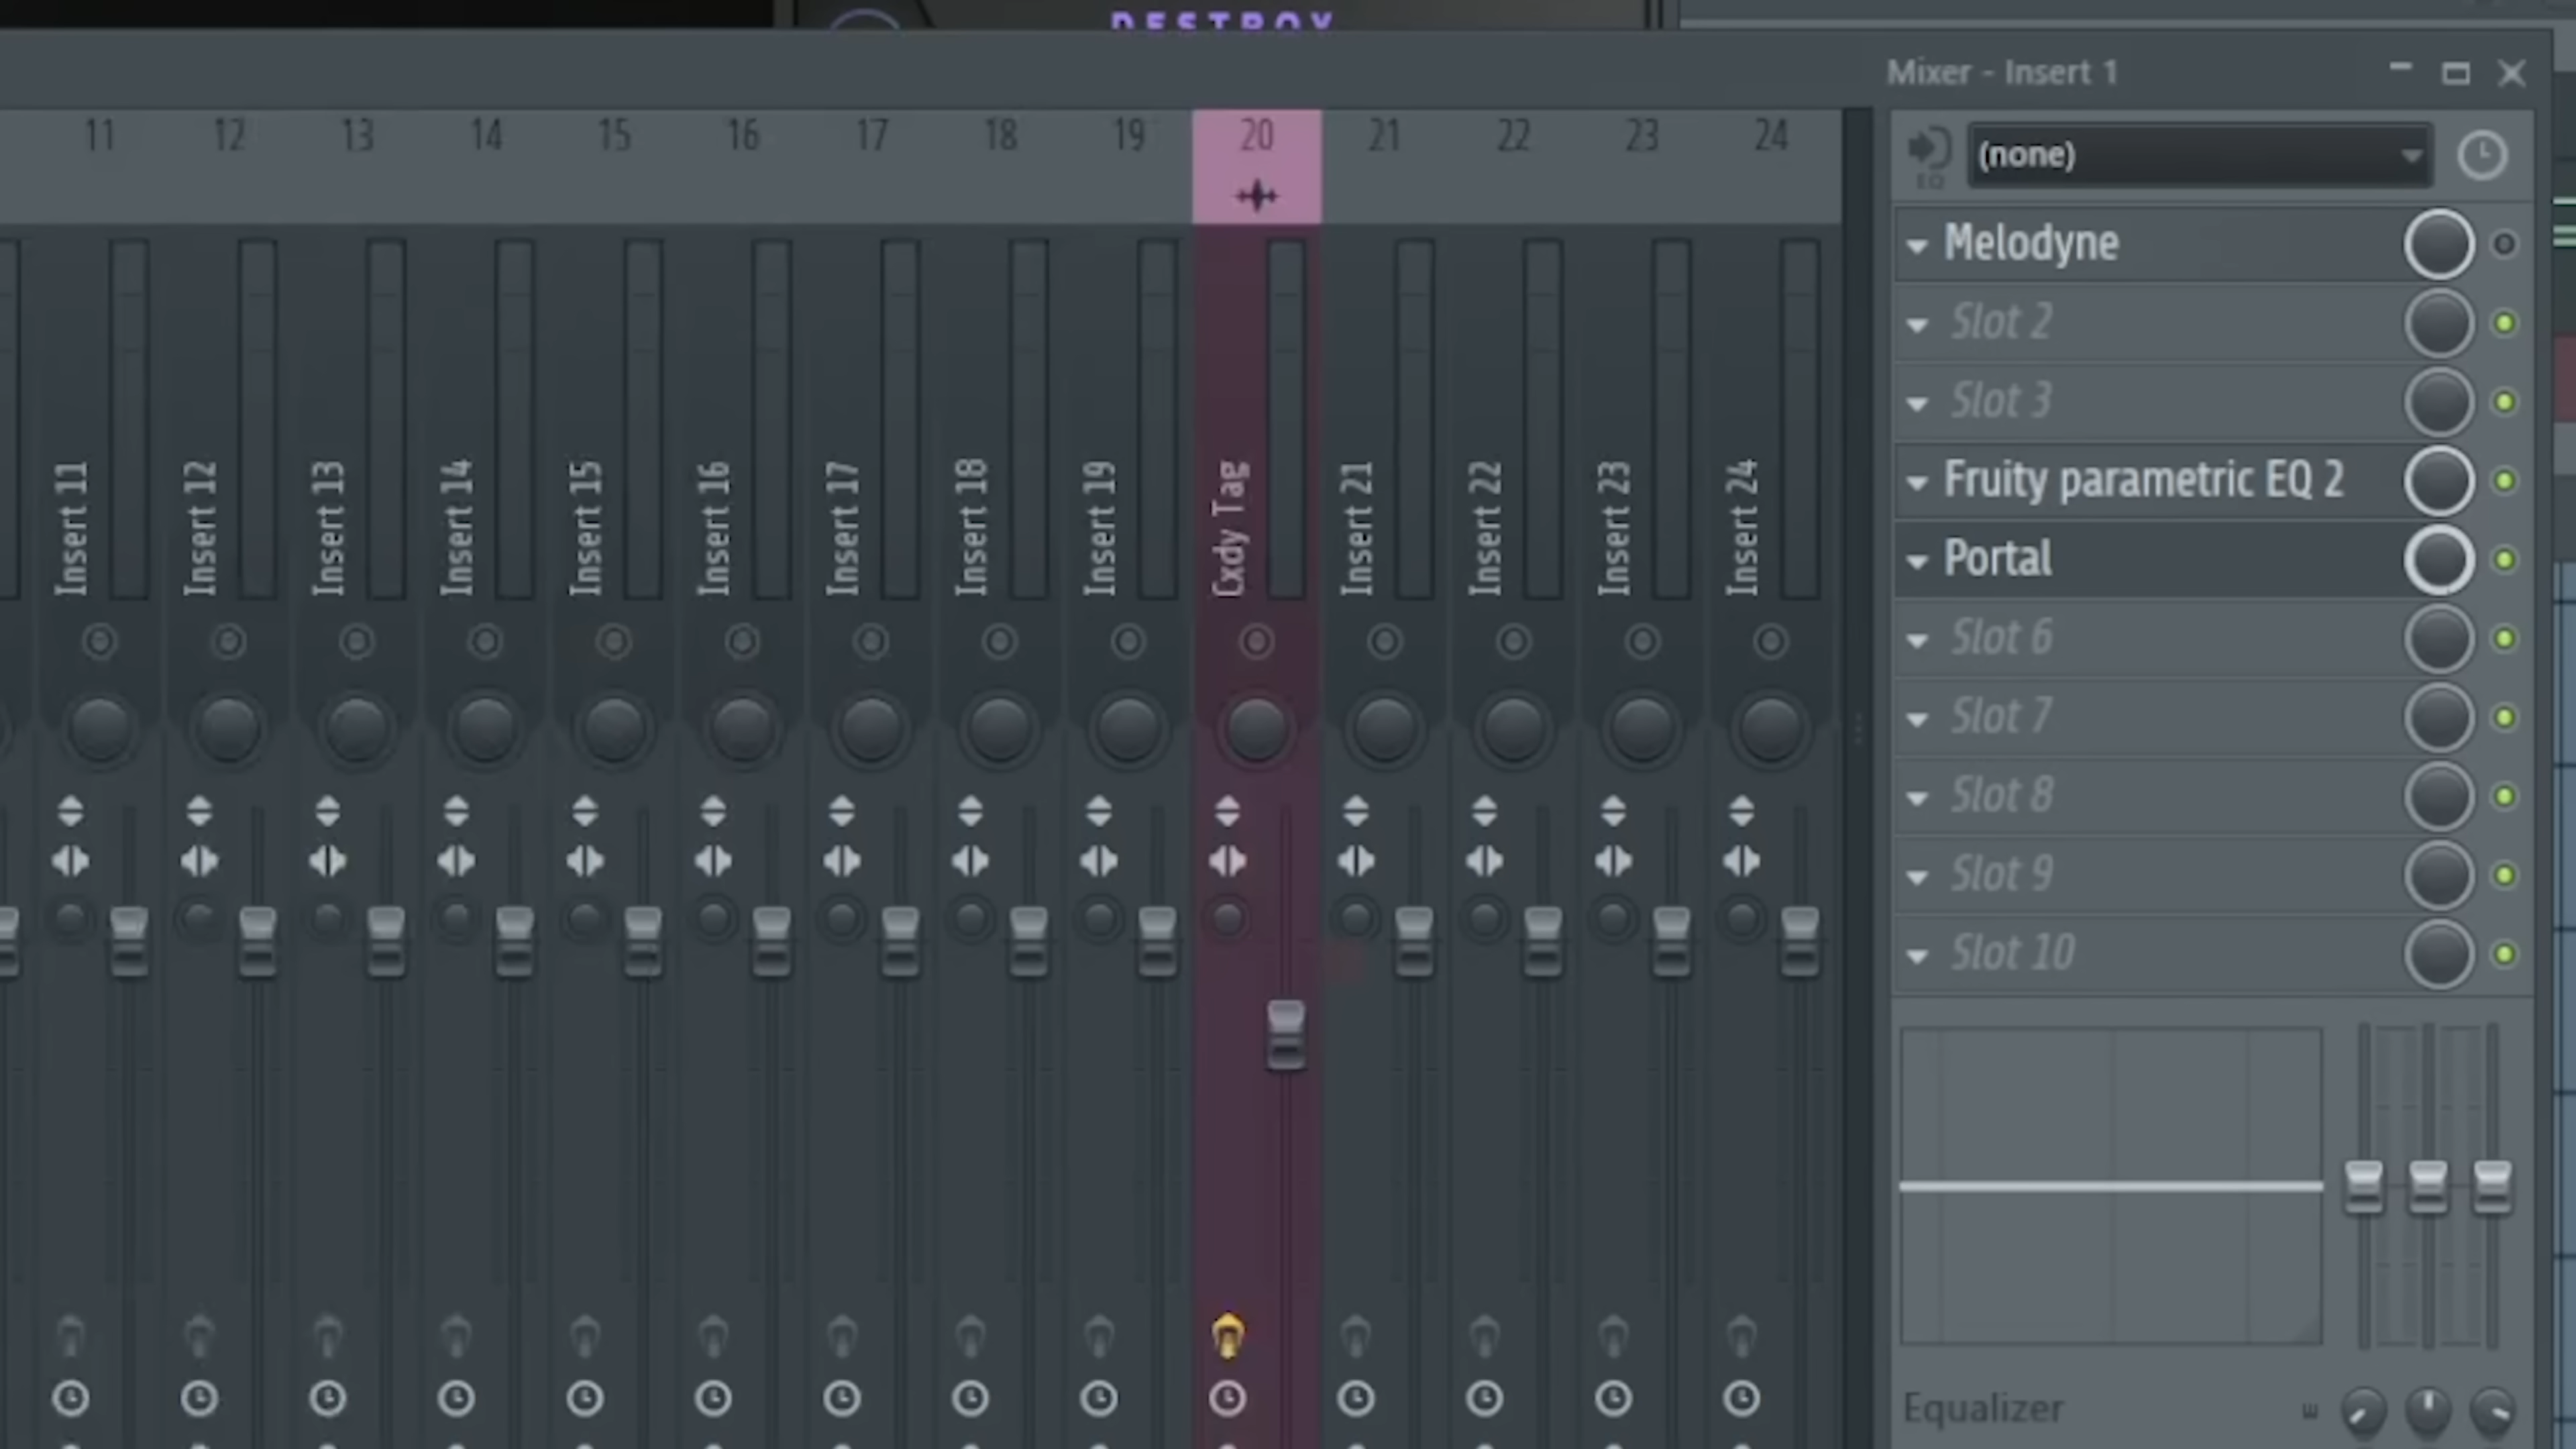 DESTROY
Mixer - Insert 1
11 12 13 14 15 16 17 18 19 20 21 22 23 24
EQ
(none)
Melodyne
Slot 2
Slot 3
Fruity parametric EQ 2
Portal
Slot 6
Slot 7
Slot 8
Slot 9
Slot 10
Insert 11
Insert 12
Insert 13
Insert 14
Insert 15
Insert 16
Insert 17
Insert 18
Insert 19
Cxdy Tag
Insert 21
Insert 22
Insert 23
Insert 24
Equalizer